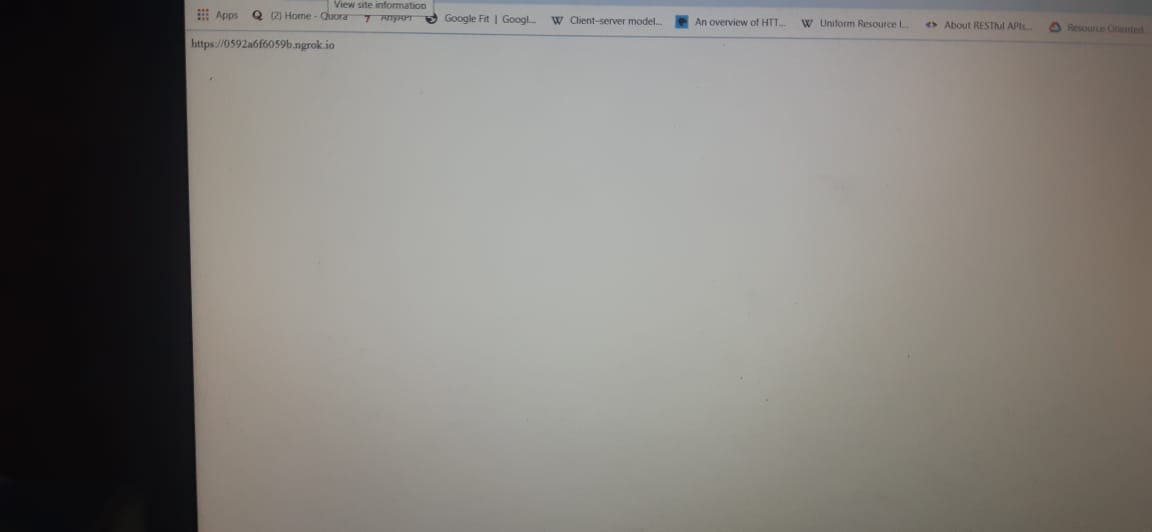 View site information
Apps (2) Home - Quora AnyAPI Google Fit | Googl... Client-server model... An overview of HTT... Uniform Resource I... About RESTful APIs... Resource Oriented...
https://0592a6f6059b.ngrok.io